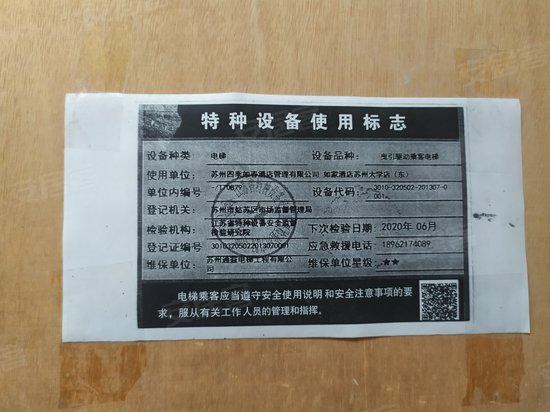 特种设备使用标志
设备种类 电梯 设备品种: 曳引驱动乘客电梯
使用单位: 苏州四季如春酒店管理有限公司 如家酒店苏州大学店（东）
单位内编号 -/T70879 设备代码: 3010-320502-201307-0
001
登记机关: 苏州市姑苏区市场监督管理局
检验机构: 江苏省特种设备安全监督 下次检验日期: 2020年 06月
检验研究院
登记证编号 30103205022013070001 应急救援电话: 18962174089
维保单位: 苏州通益电梯工程有限公 维保单位星级: ★★
司
电梯乘客应当遵守安全使用说明和安全注意事项的要
求，服从有关工作人员的管理和指挥。